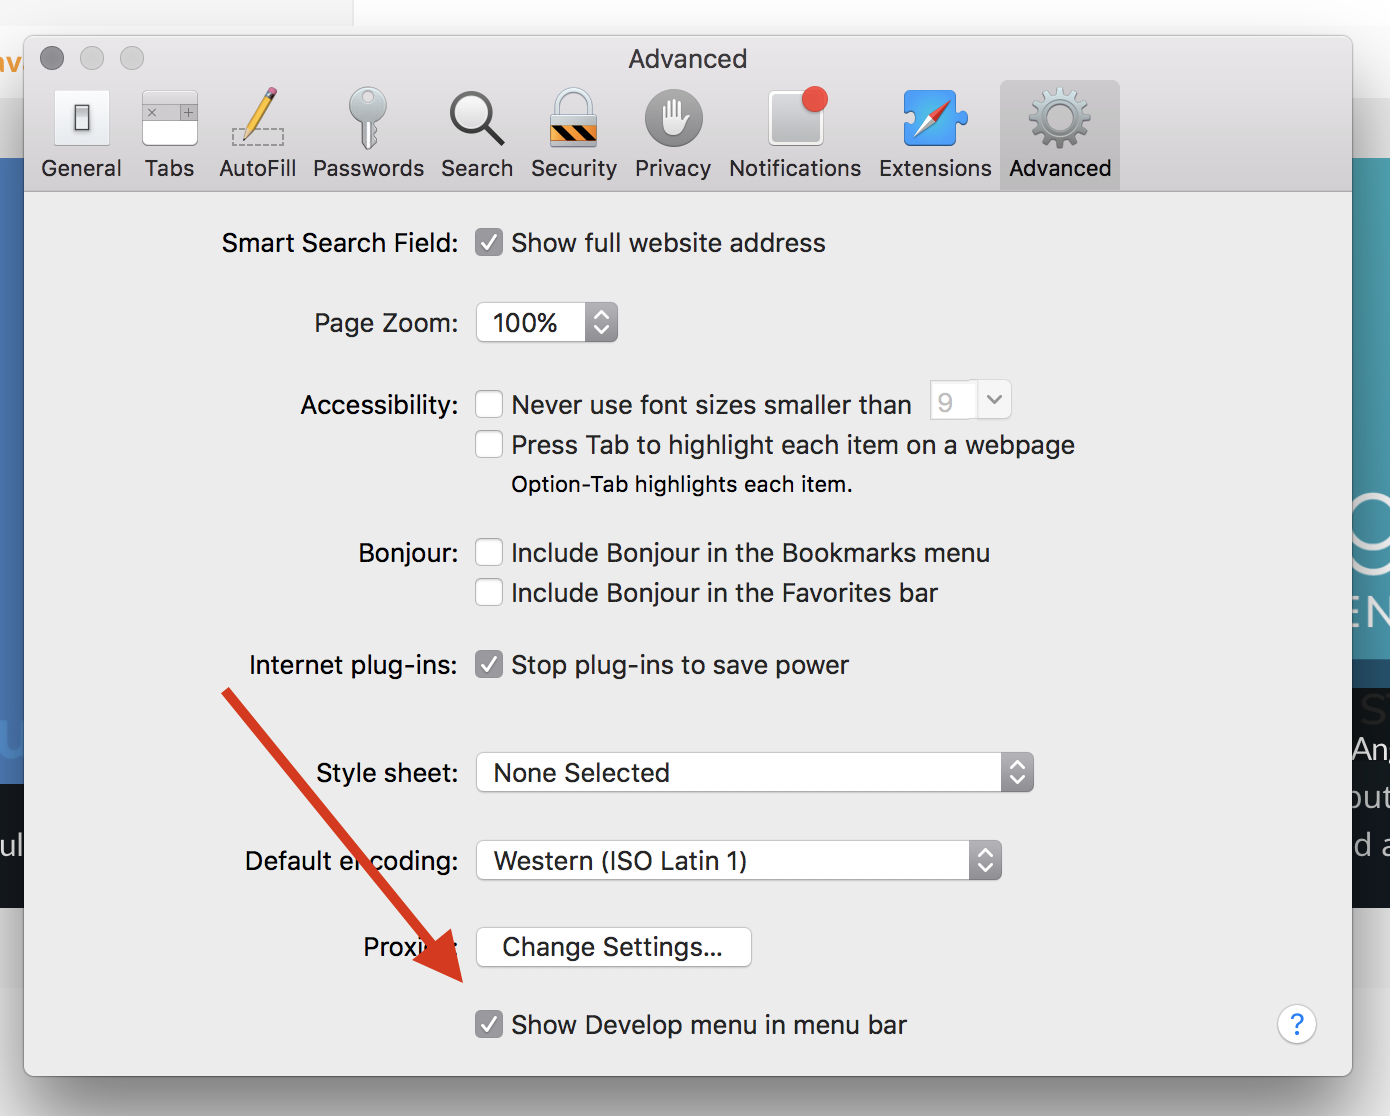 Advanced
General Tabs AutoFill Passwords Search Security Privacy Notifications Extensions Advanced
Smart Search Field: Show full website address
Page Zoom: 100%
Accessibility: Never use font sizes smaller than 9
Press Tab to highlight each item on a webpage
Option-Tab highlights each item.
Bonjour: Include Bonjour in the Bookmarks menu
Include Bonjour in the Favorites bar
Internet plug-ins: Stop plug-ins to save power
Style sheet: None Selected
Default encoding: Western (ISO Latin 1)
Proxies: Change Settings...
Show Develop menu in menu bar ?